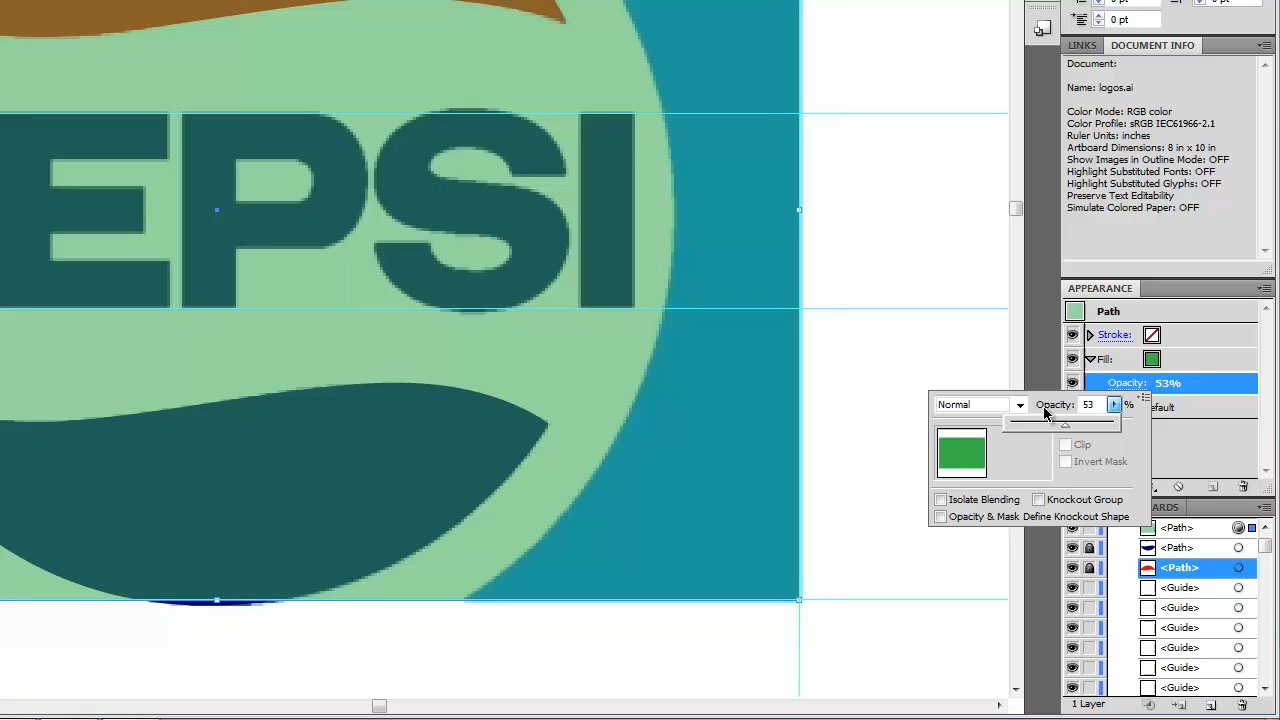 0 pt
0 pt
0 pt
LINKS DOCUMENT INFO
Document:
Name: logos.ai
Color Mode: RGB color
Color Profile: sRGB IEC61966-2.1
Ruler Units: inches
Artboard Dimensions: 8 in x 10 in
Show Images in Outline Mode: OFF
Highlight Substituted Fonts: OFF
Highlight Substituted Glyphs: OFF
Preserve Text Editability
Simulate Colored Paper: OFF
EPSI
APPEARANCE
Path
Stroke:
Fill:
Opacity: 53%
efault
Normal Opacity: 53 %
Clip
Invert Mask
Isolate Blending Knockout Group
Opacity & Mask Define Knockout Shape
ARDS
<Path>
<Path>
<Path>
<Guide>
<Guide>
<Guide>
<Guide>
<Guide>
<Guide>
1 Layer